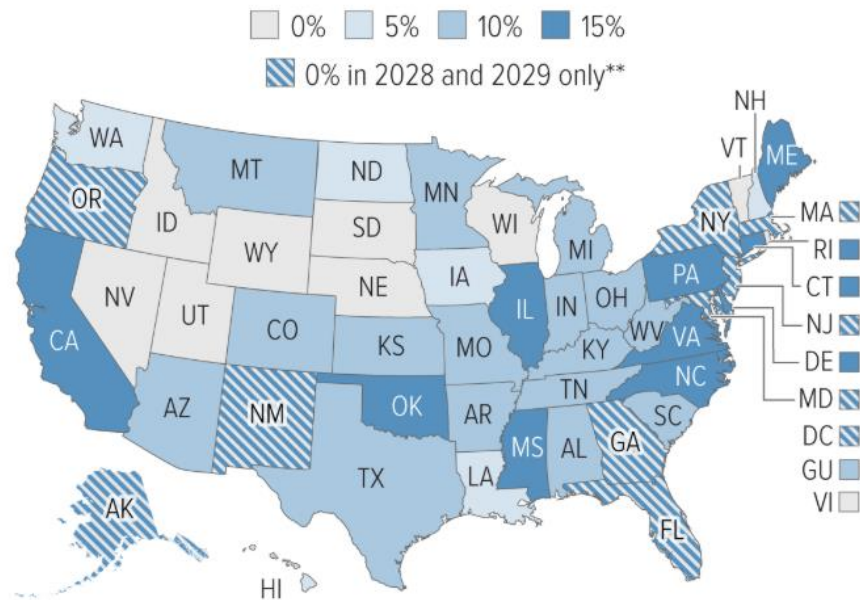 0% 5% 10% 15%
0% in 2028 and 2029 only**
NH
VT
ME
WA
MT
ND
MN
OR
ID
SD
WI
NY
MA
WY
MI
RI
IA
PA
CT
NE
NV
IL
IN
OH
NJ
UT
CO
WV
VA
DE
CA
KS
MO
KY
NC
MD
TN
AZ
NM
OK
AR
SC
DC
MS
AL
GA
GU
TX
LA
VI
AK
FL
HI